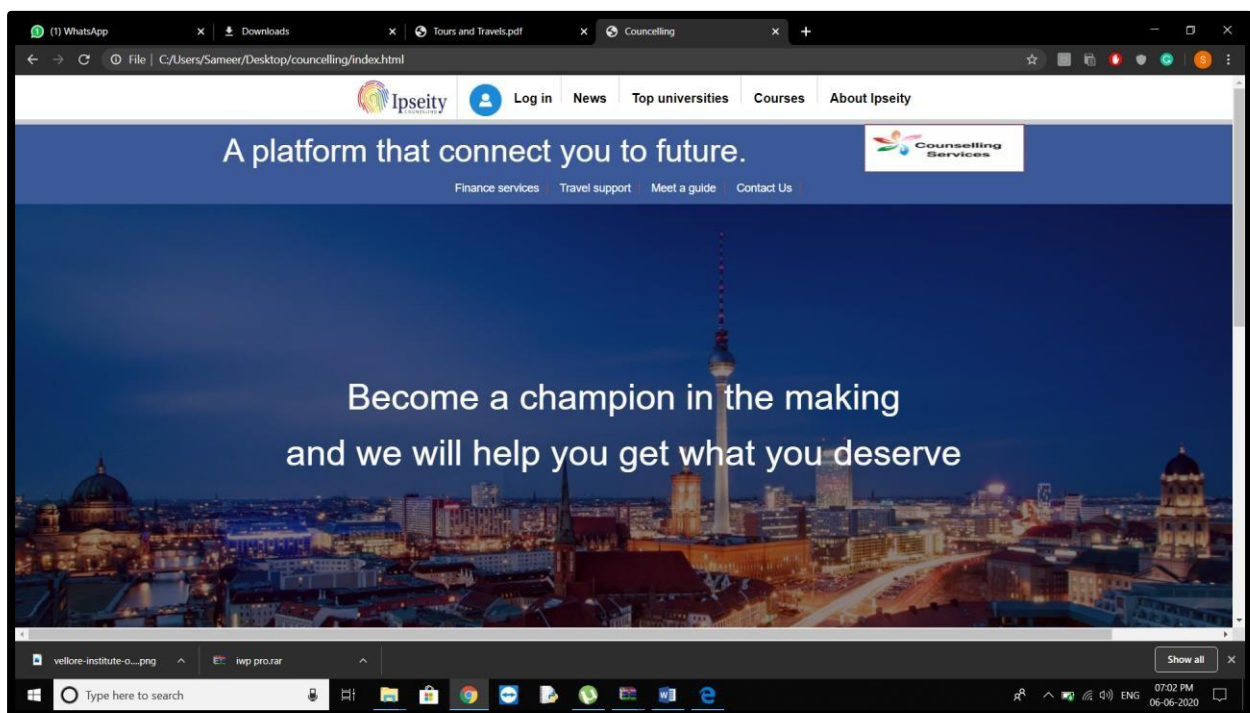 (1) WhatsApp
Downloads
Tours and Travels.pdf
Councelling
File | C:/Users/Sameer/Desktop/councelling/index.html
S
Ipseity
Log in
News
Top universities
Courses
About Ipseity
A platform that connect you to future.
Counselling
Services
Finance services
Travel support
Meet a guide
Contact Us
Become a champion in the making
and we will help you get what you deserve
vellore-institute-o....png
iwp pro.rar
Show all
Type here to search
ENG
07:02 PM
06-06-2020